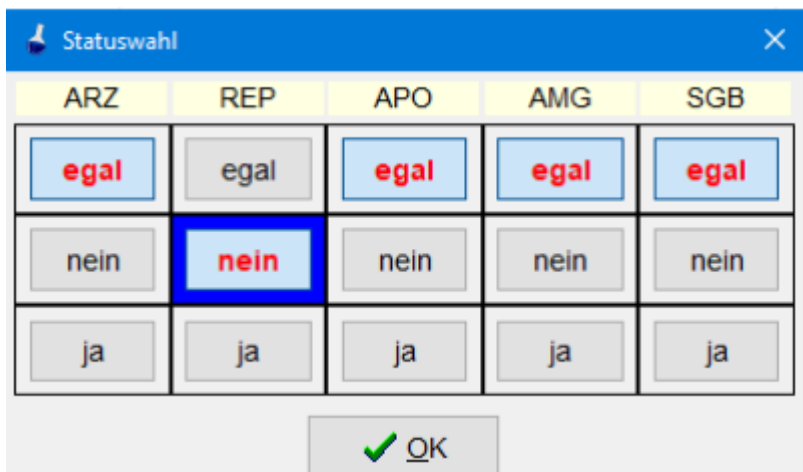 Statuswahl
ARZ REP APO AMG SGB
egal egal egal egal egal
nein nein nein nein nein
ja ja ja ja ja
OK